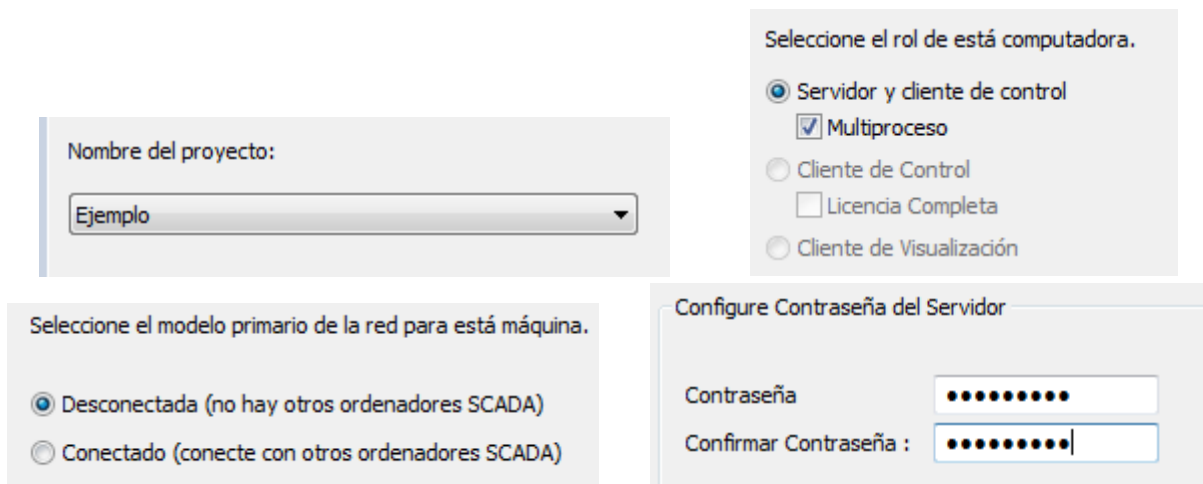 Nombre del proyecto:
Ejemplo
Seleccione el rol de está computadora.
Servidor y cliente de control
Multiproceso
Cliente de Control
Licencia Completa
Cliente de Visualización
Seleccione el modelo primario de la red para está máquina.
Desconectada (no hay otros ordenadores SCADA)
Conectado (conecte con otros ordenadores SCADA)
Configure Contraseña del Servidor
Contraseña
Confirmar Contraseña :